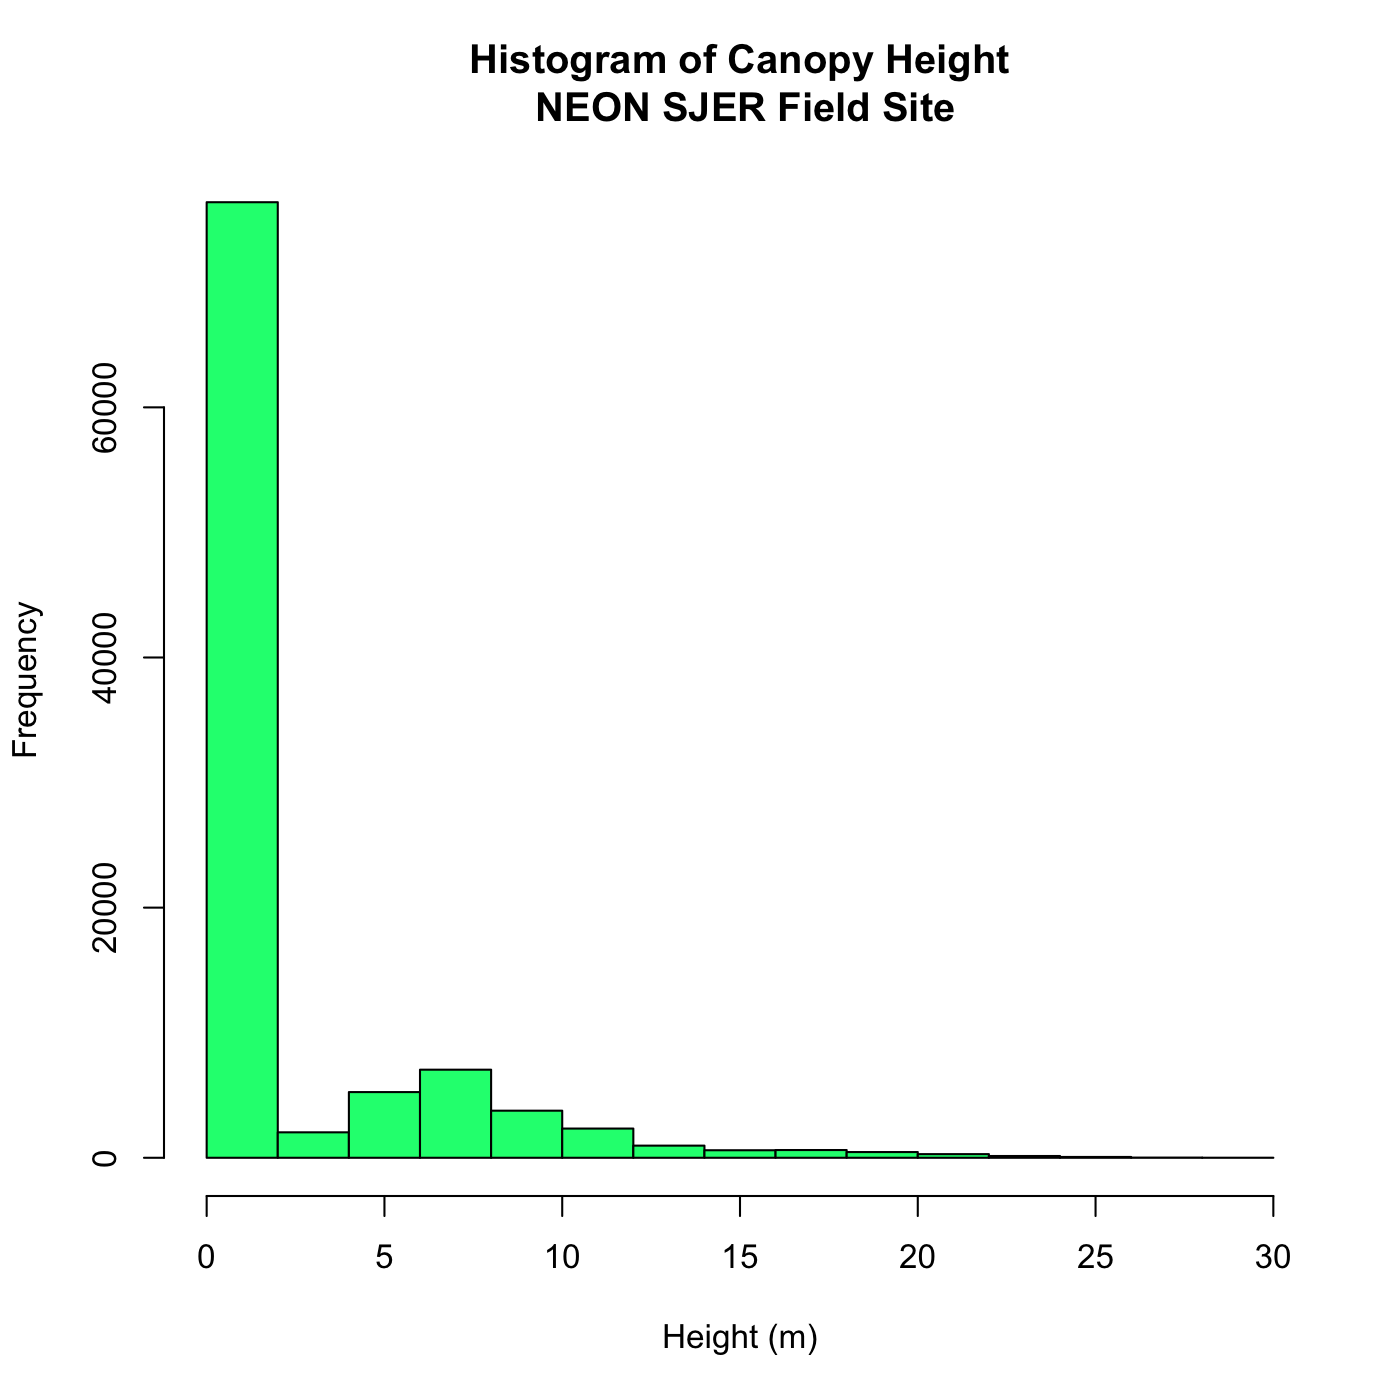 Histogram of Canopy Height
NEON SJER Field Site
Frequency
60000
40000
20000
0
0 5 10 15 20 25 30
Height (m)